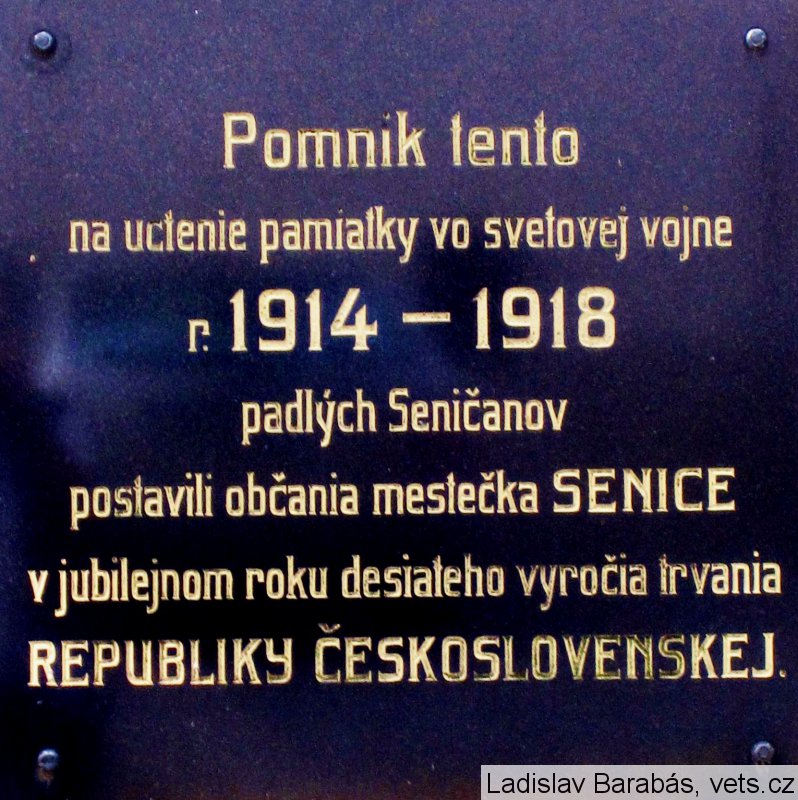 Pomnik tento
na uctenie pamiatky vo svetovej vojne
r. 1914 – 1918
padlých Seničanov
postavili občania mestečka SENICE
v jubilejnom roku desiateho vyročia trvania
REPUBLIKY ČESKOSLOVENSKEJ.
Ladislav Barabás, vets.cz